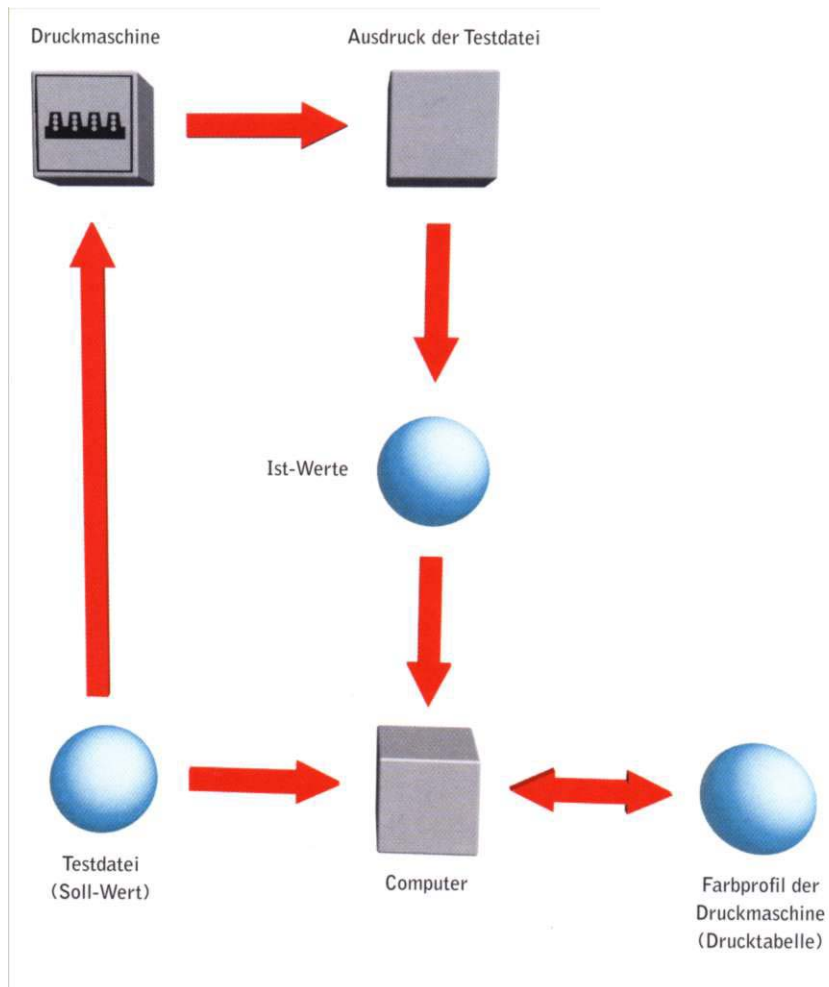 Druckmaschine
Ausdruck der Testdatei
Ist-Werte
Testdatei
(Soll-Wert)
Computer
Farbprofil der
Druckmaschine
(Drucktabelle)